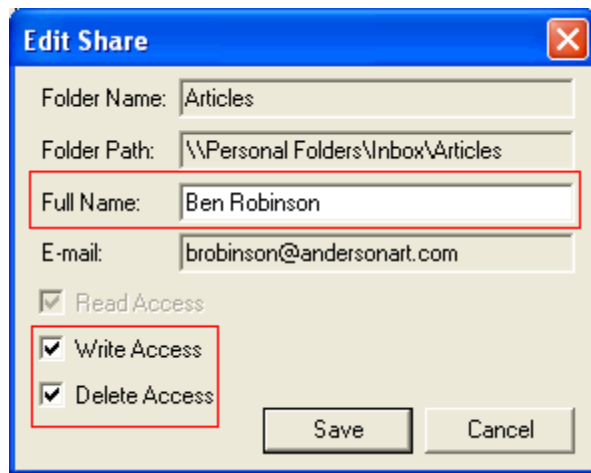 Edit Share
Folder Name: Articles
Folder Path: \\Personal Folders\Inbox\Articles
Full Name: Ben Robinson
E-mail: brobinson@andersonart.com
Read Access
Write Access
Delete Access
Save Cancel